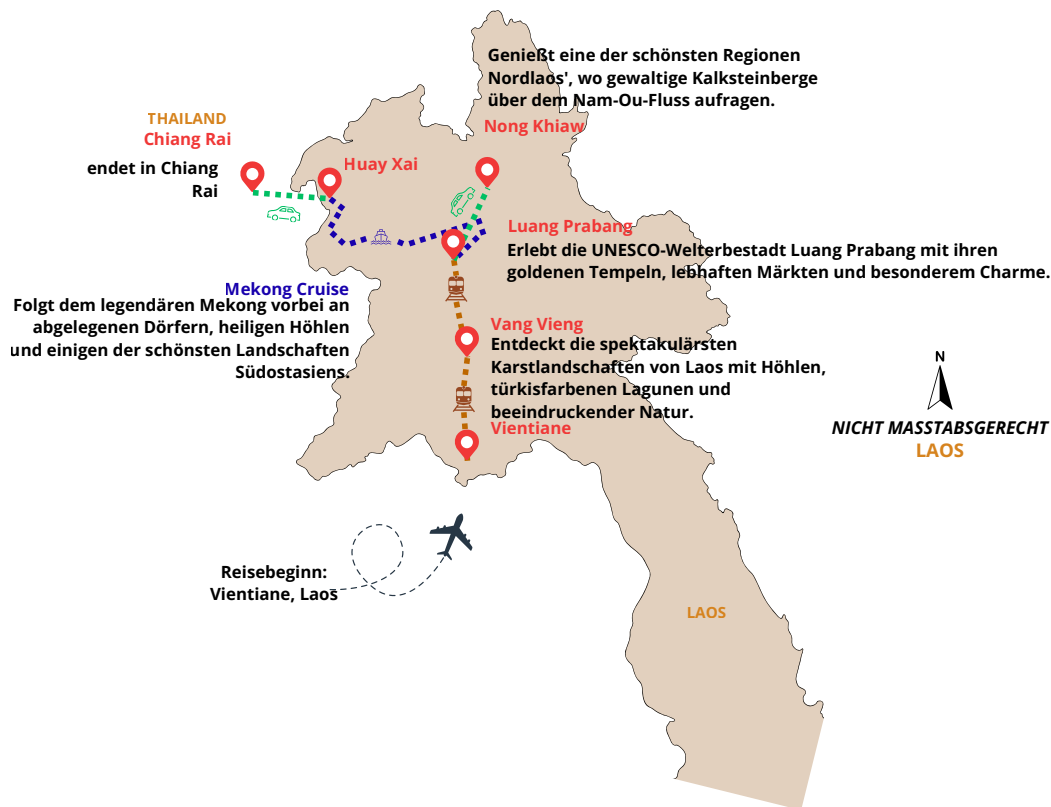 Genießt eine der schönsten Regionen
Nordlaos', wo gewaltige Kalksteinberge
über dem Nam-Ou-Fluss aufragen.
Nong Khiaw
THAILAND
Chiang Rai
endet in Chiang
Rai
Huay Xai
Luang Prabang
Erlebt die UNESCO-Welterbestadt Luang Prabang mit ihren
goldenen Tempeln, lebhaften Märkten und besonderem Charme.
Mekong Cruise
Folgt dem legendären Mekong vorbei an
abgelegenen Dörfern, heiligen Höhlen
und einigen der schönsten Landschaften
Südostasiens.
Vang Vieng
Entdeckt die spektakulärsten
Karstlandschaften von Laos mit Höhlen,
türkisfarbenen Lagunen und
beeindruckender Natur.
Vientiane
N
NICHT MASSTABSGERECHT
LAOS
Reisebeginn:
Vientiane, Laos
LAOS